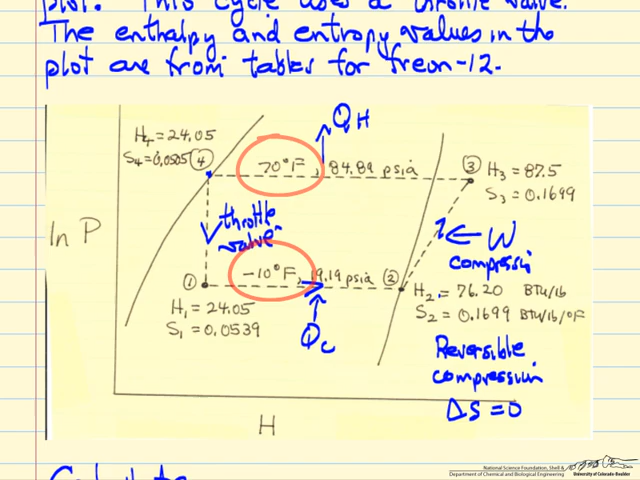 plot. This cycle uses a throttle valve.
The enthalpy and entropy values in the
plot are from tables for freon-12.
QH
H4 = 24.05
S4 = 0.0505 4
70°F, 84.89 psia
3 H3 = 87.5
S3 = 0.1699
throttle
valve
ln P
W
compression
1
-10°F, 19.19 psia
2
H1 = 24.05
S1 = 0.0539
H2 = 76.20 BTU/lb
S2 = 0.1699 BTU/lb/°F
Qc
Reversible
compression
ΔS = 0
H
National Science Foundation, Shell &
Department of Chemical and Biological Engineering
University of Colorado Boulder
Calculate